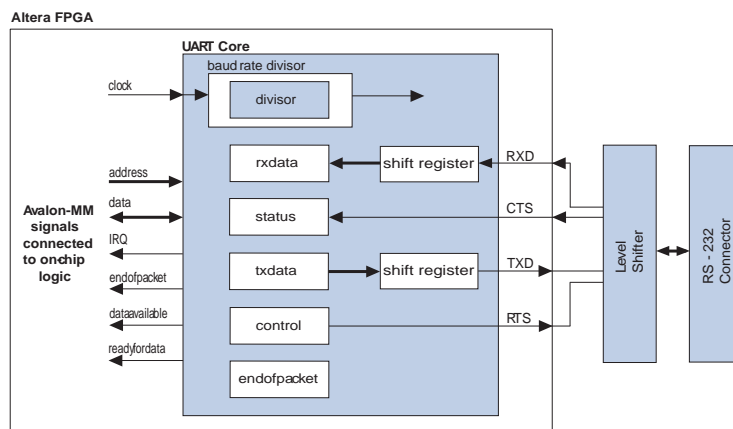 Altera FPGA
UART Core
baud rate divisor
clock
divisor
rxdata
shift register
RXD
address
data
status
CTS
Avalon-MM
signals
connected
to on-chip
logic
IRQ
txdata
shift register
TXD
endofpacket
dataavailable
control
RTS
readyfordata
endofpacket
Level
Shifter
RS - 232
Connector